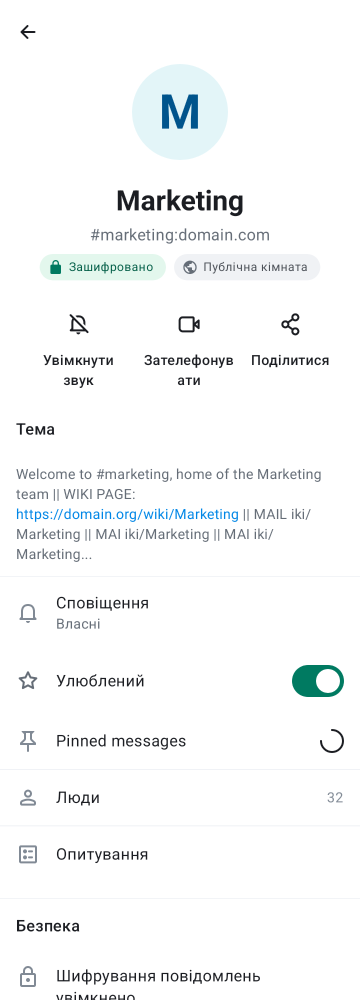 M
Marketing
#marketing:domain.com
Зашифровано
Публічна кімната
Увімкнути
звук
Зателефонув
ати
Поділитися
Тема
Welcome to #marketing, home of the Marketing
team || WIKI PAGE:
https://domain.org/wiki/Marketing || MAIL iki/
Marketing || MAI iki/Marketing || MAI iki/
Marketing...
Сповіщення
Власні
Улюблений
Pinned messages
Люди
32
Опитування
Безпека
Шифрування повідомлень
увімкнено